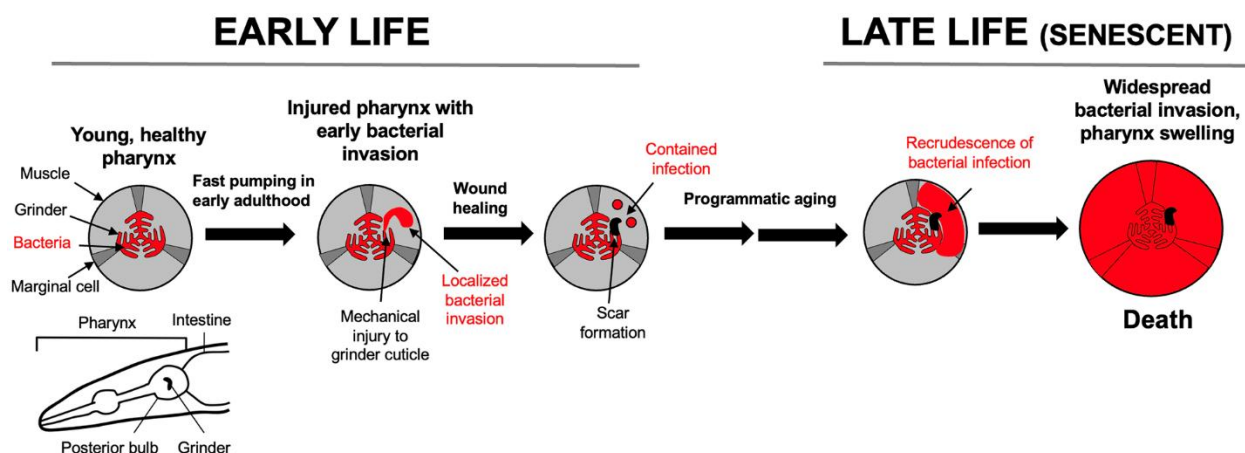 EARLY LIFE
LATE LIFE (SENESCENT)
Young, healthy
pharynx
Muscle
Grinder
Bacteria
Marginal cell
Fast pumping in
early adulthood
Injured pharynx with
early bacterial
invasion
Mechanical
injury to
grinder cuticle
Localized
bacterial
invasion
Wound
healing
Contained
infection
Scar
formation
Programmatic aging
Recrudescence of
bacterial infection
Widespread
bacterial invasion,
pharynx swelling
Death
Pharynx
Intestine
Posterior bulb
Grinder